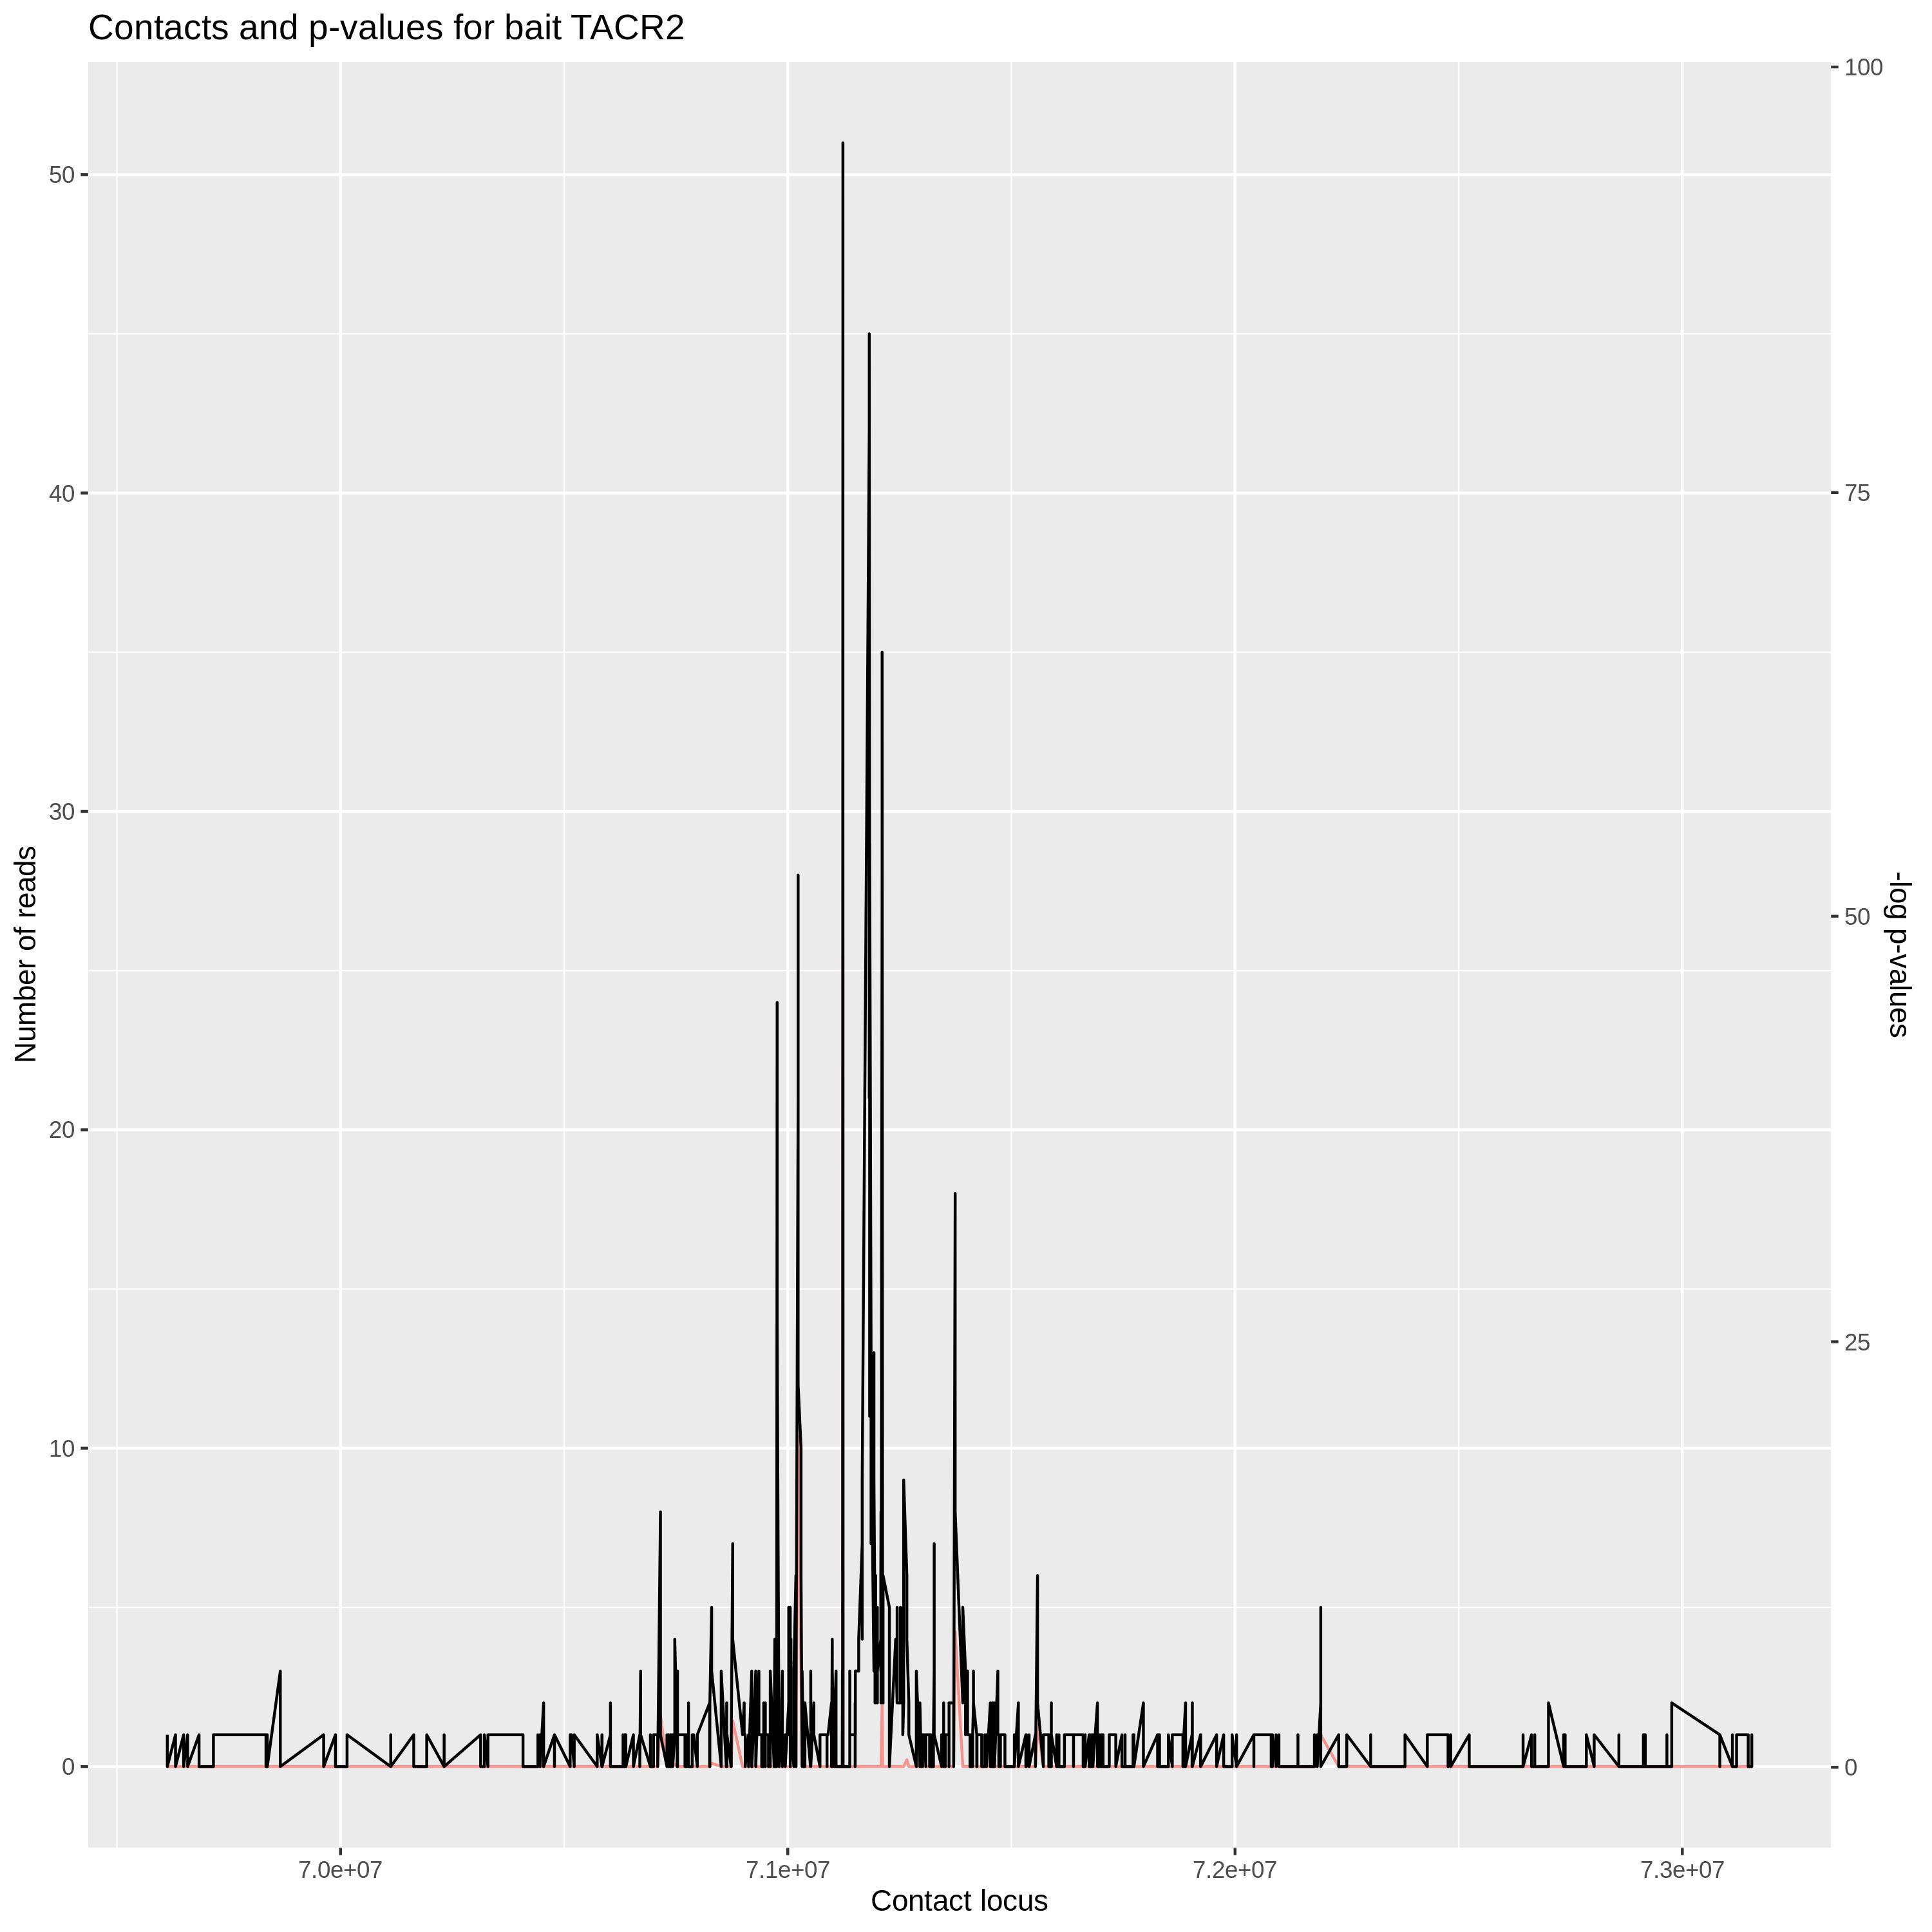 Contacts and p-values for bait TACR2
50
40
30
20
10
0
Number of reads
100
75
50
25
0
-log p-values
7.0e+07
7.1e+07
7.2e+07
7.3e+07
Contact locus